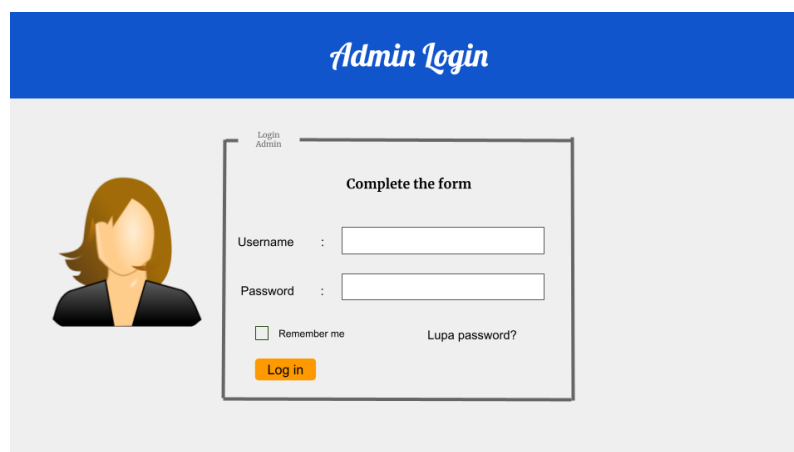 Admin Login
Login
Admin
Complete the form
Username :
Password :
Remember me Lupa password?
Log in